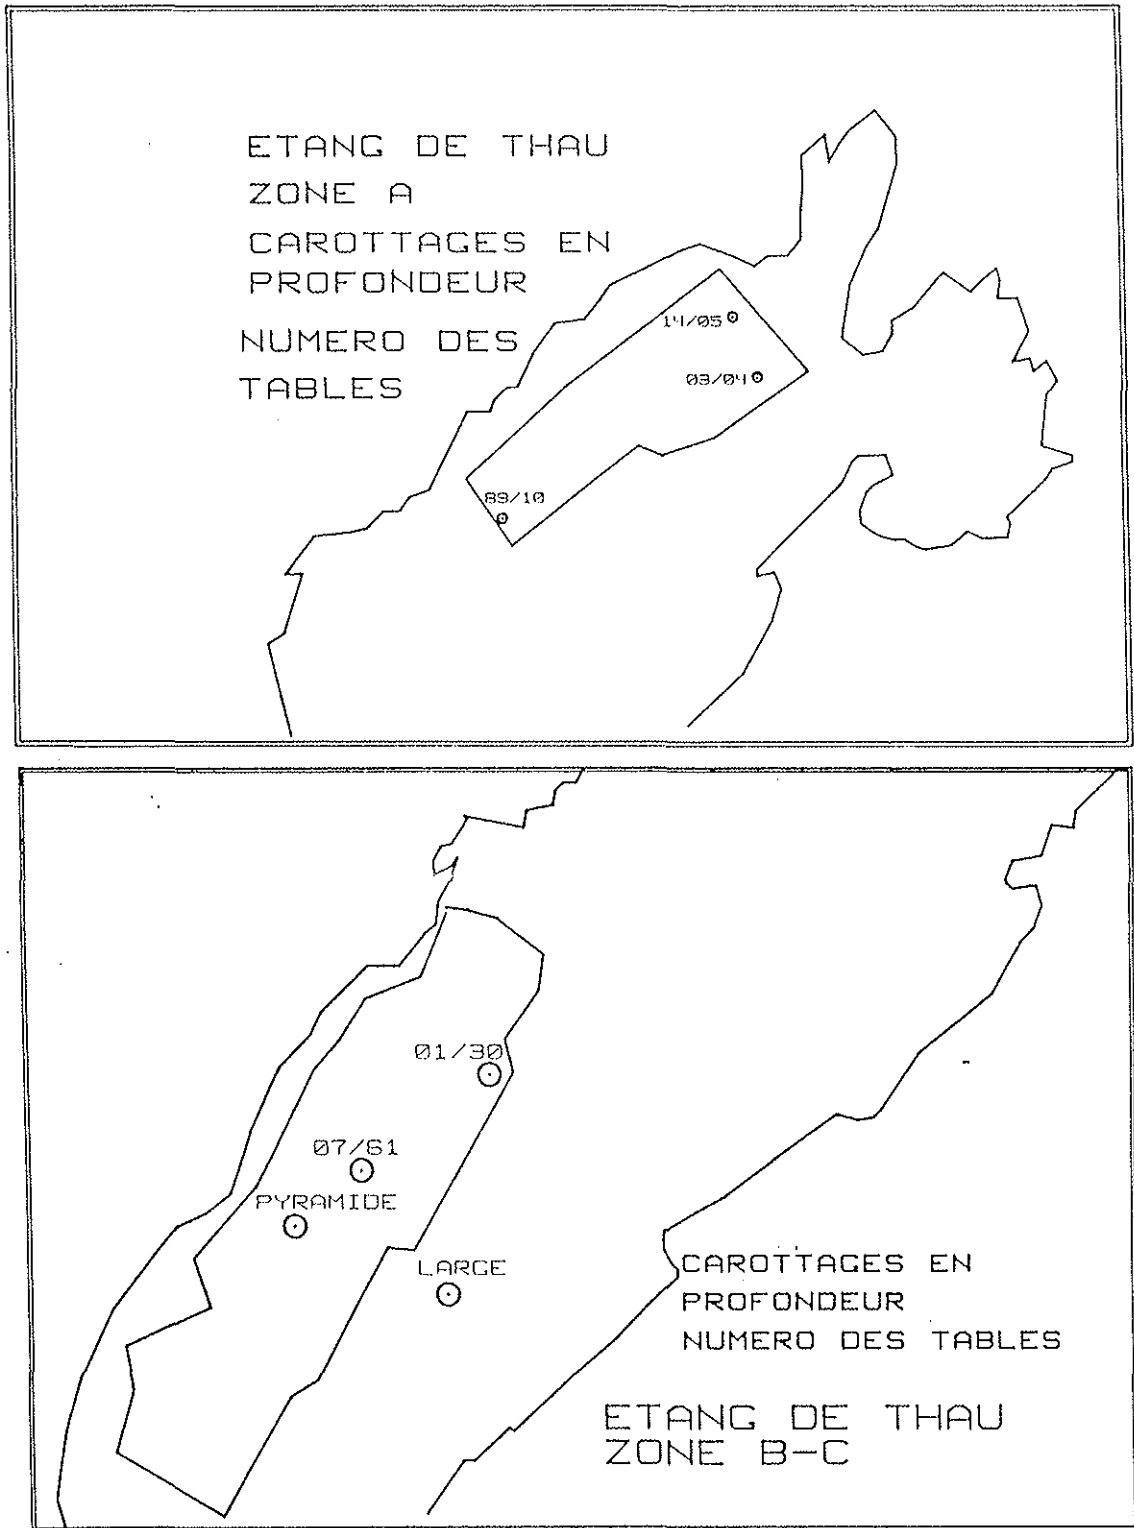 ETANG DE THAU
ZONE A
CAROTTAGES EN
PROFONDEUR
NUMERO DES
TABLES
14/05
03/04
89/10
01/30
07/61
PYRAMIDE
LARGE
CAROTTAGES EN
PROFONDEUR
NUMERO DES TABLES
ETANG DE THAU
ZONE B-C